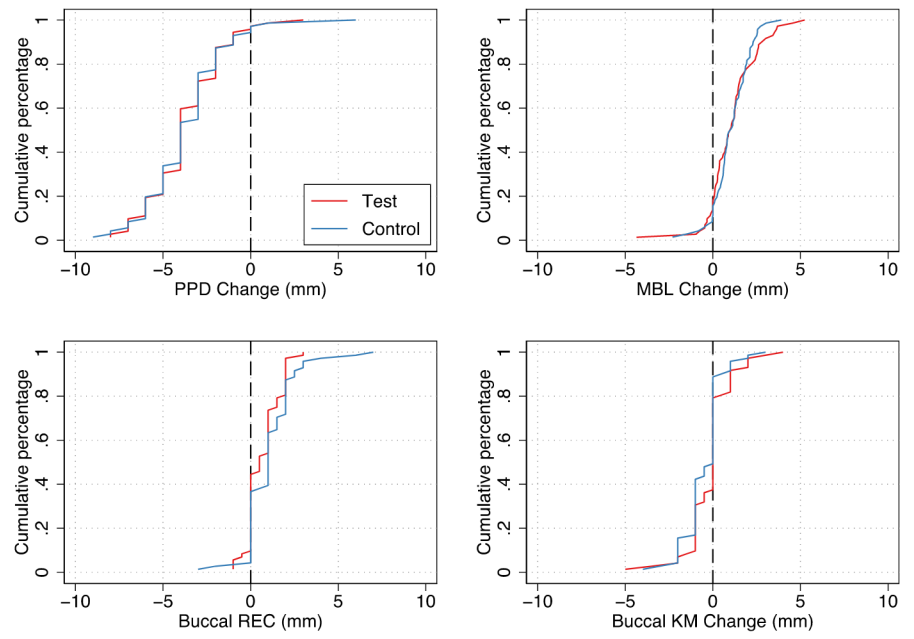 Cumulative percentage
0 .2 .4 .6 .8 1
−10 −5 0 5 10
PPD Change (mm)
Test
Control
Cumulative percentage
0 .2 .4 .6 .8 1
−10 −5 0 5 10
MBL Change (mm)
Cumulative percentage
0 .2 .4 .6 .8 1
−10 −5 0 5 10
Buccal REC (mm)
Cumulative percentage
0 .2 .4 .6 .8 1
−10 −5 0 5 10
Buccal KM Change (mm)